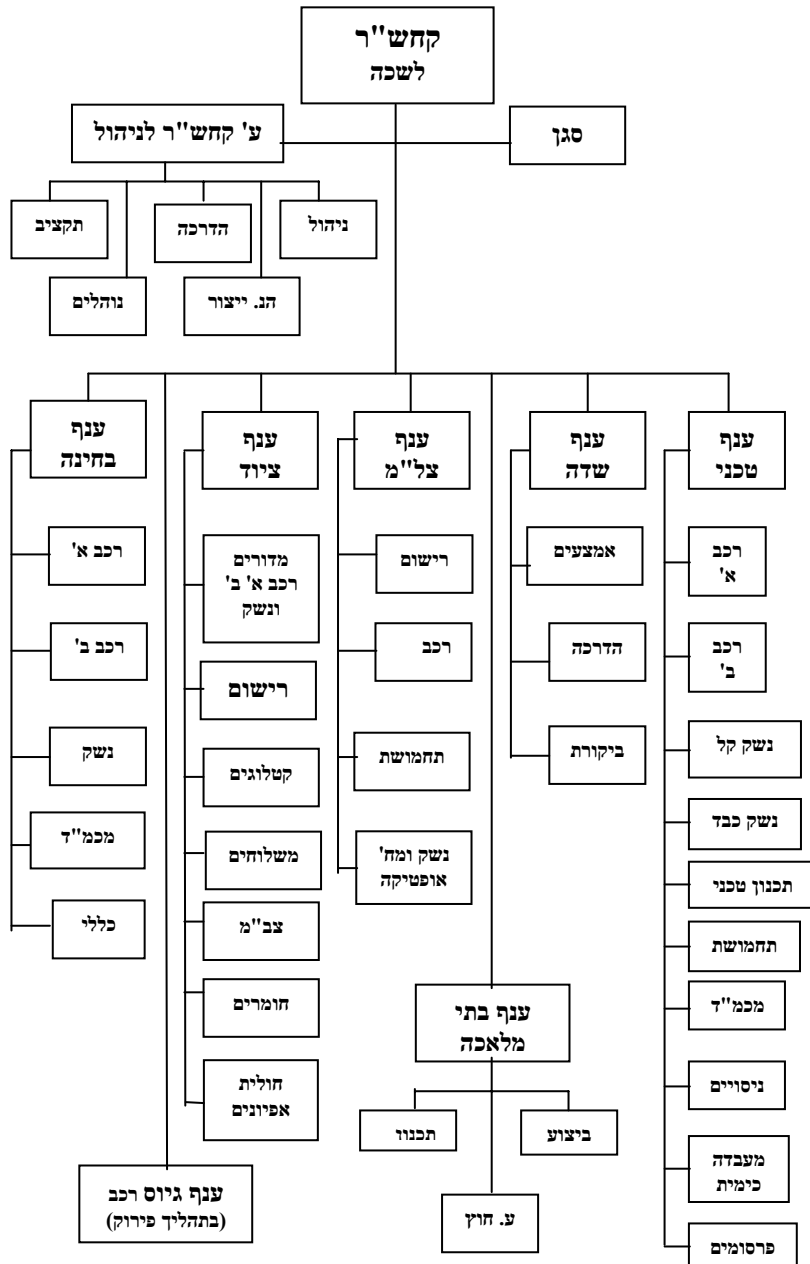 קחש"ר
לשכה
סגן
ע' קחש"ר לניהול
ניהול
הדרכה
תקציב
הנ. ייצור
נוהלים
ענף
טכני
רכב
א'
רכב
ב'
נשק קל
נשק כבד
תכנון טכני
תחמושת
מכמ"ד
ניסויים
מעבדה
כימית
פרסומים
ענף
שדה
אמצעים
הדרכה
ביקורת
ענף בתי
מלאכה
ביצוע
תכנוו
ע. חוץ
ענף
צל"מ
רישום
רכב
תחמושת
נשק ומח'
אופטיקה
ענף
ציוד
מדורים
רכב א' ב'
ונשק
רישום
קטלוגים
משלוחים
צב"מ
חומרים
חולית
אפיונים
ענף גיוס רכב
(בתהליך פירוק)
ענף
בחינה
רכב א'
רכב ב'
נשק
מכמ"ד
כללי